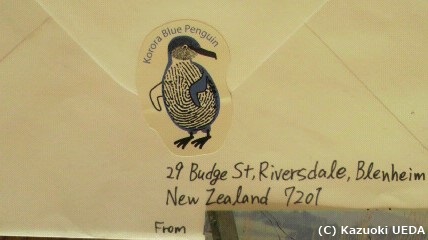 Korora Blue Penguin
29 Budge St, Riversdale, Blenheim
New Zealand 7201
From
(C) Kazuoki UEDA